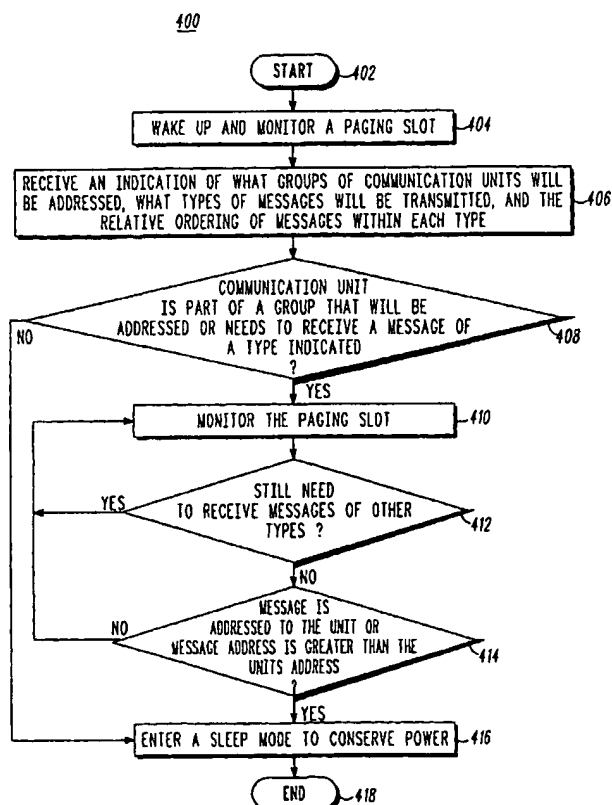 400
START
402
WAKE UP AND MONITOR A PAGING SLOT
404
RECEIVE AN INDICATION OF WHAT GROUPS OF COMMUNICATION UNITS WILL
BE ADDRESSED, WHAT TYPES OF MESSAGES WILL BE TRANSMITTED, AND THE
RELATIVE ORDERING OF MESSAGES WITHIN EACH TYPE
406
COMMUNICATION UNIT
IS PART OF A GROUP THAT WILL BE
ADDRESSED OR NEEDS TO RECEIVE A MESSAGE OF
A TYPE INDICATED
?
NO
408
YES
MONITOR THE PAGING SLOT
410
STILL NEED
TO RECEIVE MESSAGES OF OTHER
TYPES ?
YES
412
NO
MESSAGE IS
ADDRESSED TO THE UNIT OR
MESSAGE ADDRESS IS GREATER THAN THE
UNITS ADDRESS
?
NO
414
YES
ENTER A SLEEP MODE TO CONSERVE POWER
416
END
418